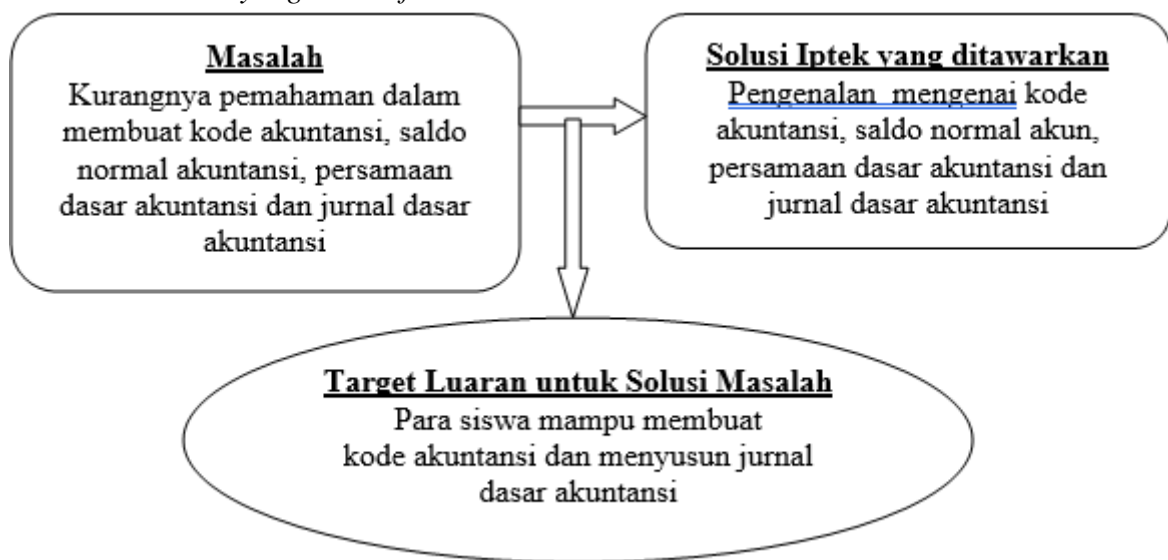 Masalah
Kurangnya pemahaman dalam
membuat kode akuntansi, saldo
normal akuntansi, persamaan
dasar akuntansi dan jurnal dasar
akuntansi
Solusi Iptek yang ditawarkan
Pengenalan mengenai kode
akuntansi, saldo normal akun,
persamaan dasar akuntansi dan
jurnal dasar akuntansi
Target Luaran untuk Solusi Masalah
Para siswa mampu membuat
kode akuntansi dan menyusun jurnal
dasar akuntansi